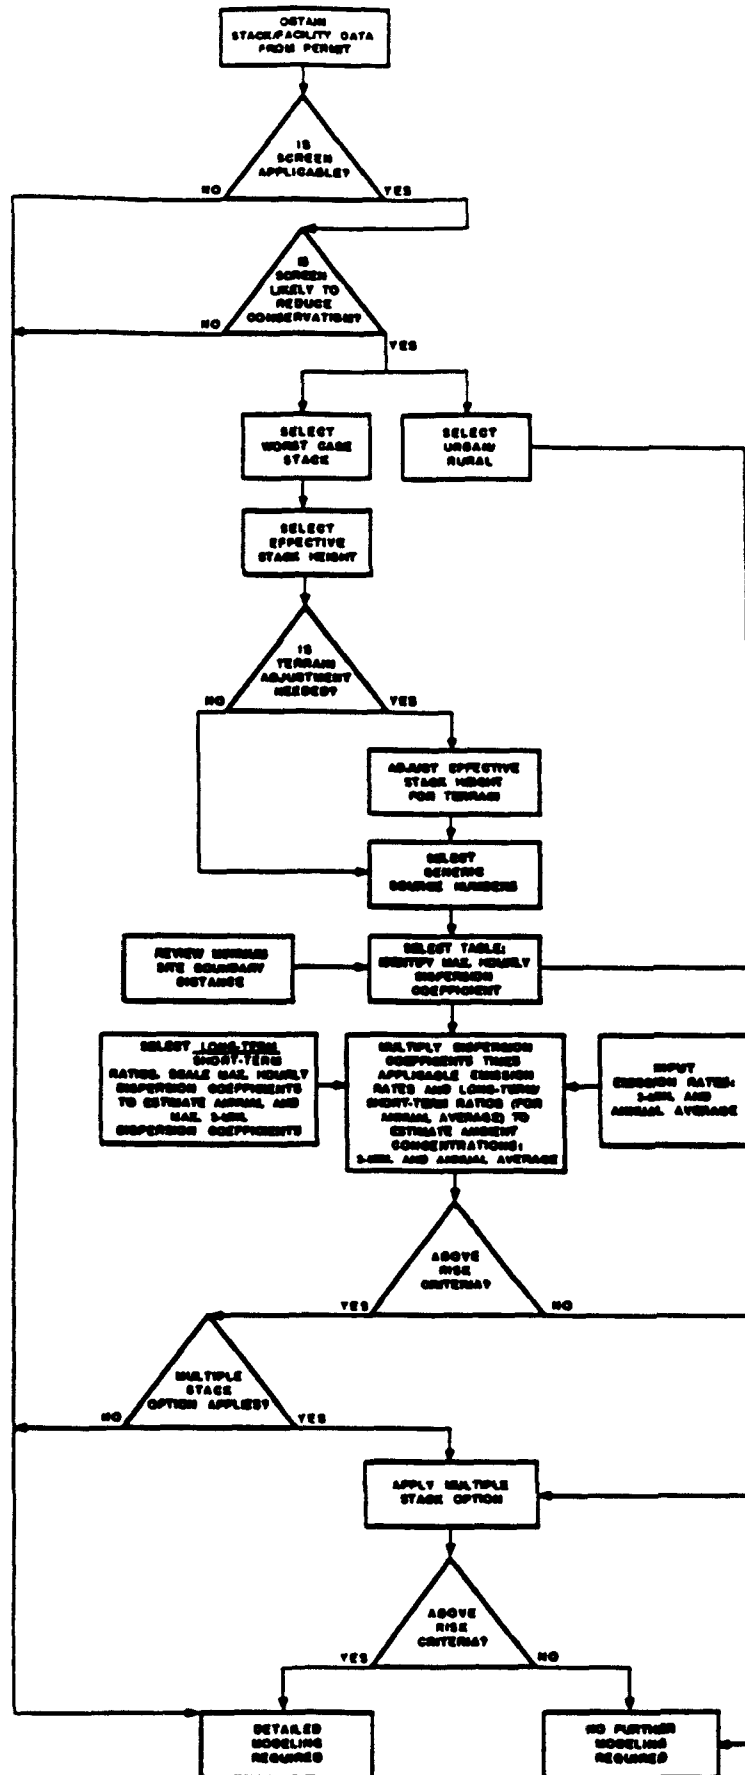 OBTAIN
STACK/FACILITY DATA
FROM PERMIT
IS
SCREEN
APPLICABLE?
NO
YES
IS
SCREEN
LIKELY TO
REDUCE
CONSERVATISM?
NO
YES
SELECT
WORST CASE
STACK
SELECT
URBAN/
RURAL
SELECT
EFFECTIVE
STACK HEIGHT
IS
TERRAIN
ADJUSTMENT
NEEDED?
NO
YES
ADJUST EFFECTIVE
STACK HEIGHT
FOR TERRAIN
SELECT
GENERIC
SOURCE NUMBERS
REVIEW MINIMUM
SITE BOUNDARY
DISTANCE
SELECT TABLE:
IDENTIFY MAX. HOURLY
DISPERSION
COEFFICIENT
SELECT LONG-TERM
SHORT-TERM
RATIOS. SCALE MAX. HOURLY
DISPERSION COEFFICIENTS
TO ESTIMATE ANNUAL AND
MAX. 3-MIN.
DISPERSION COEFFICIENTS
MULTIPLY DISPERSION
COEFFICIENTS TIMES
APPLICABLE EMISSION
RATES AND LONG-TERM/
SHORT-TERM RATIOS (FOR
ANNUAL AVERAGE) TO
ESTIMATE AMBIENT
CONCENTRATIONS:
3-MIN. AND ANNUAL AVERAGE
INPUT
EMISSION RATES:
3-MIN. AND
ANNUAL AVERAGE
ABOVE
RISK
CRITERIA?
YES
NO
MULTIPLE
STACK
OPTION APPLIES?
NO
YES
APPLY MULTIPLE
STACK OPTION
ABOVE
RISK
CRITERIA?
YES
NO
DETAILED
MODELING
REQUIRED
NO FURTHER
MODELING
REQUIRED